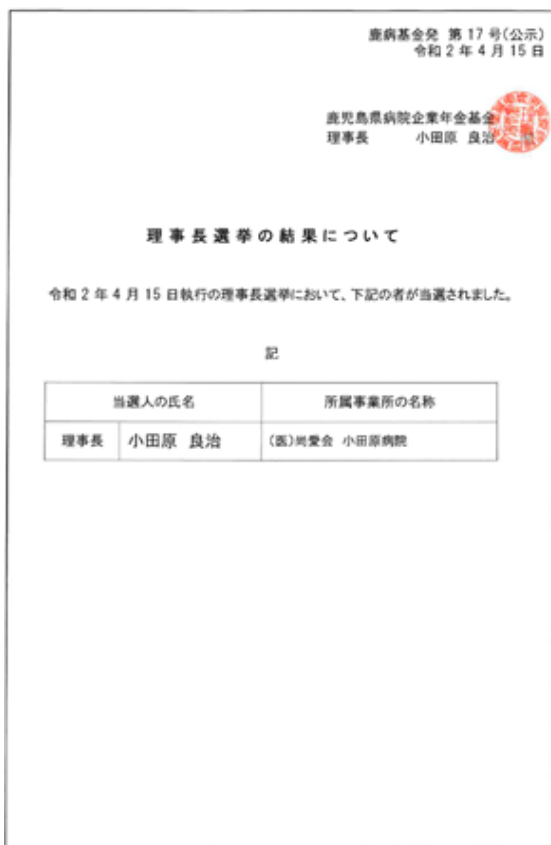 鹿病基金発 第17号(公示)
令和2年4月15日
鹿児島県病院企業年金基金
理事長 小田原 良治
理事長選挙の結果について
令和2年4月15日執行の理事長選挙において、下記の者が当選されました。
記
当選人の氏名 所属事業所の名称
理事長 小田原 良治 (医)尚愛会 小田原病院